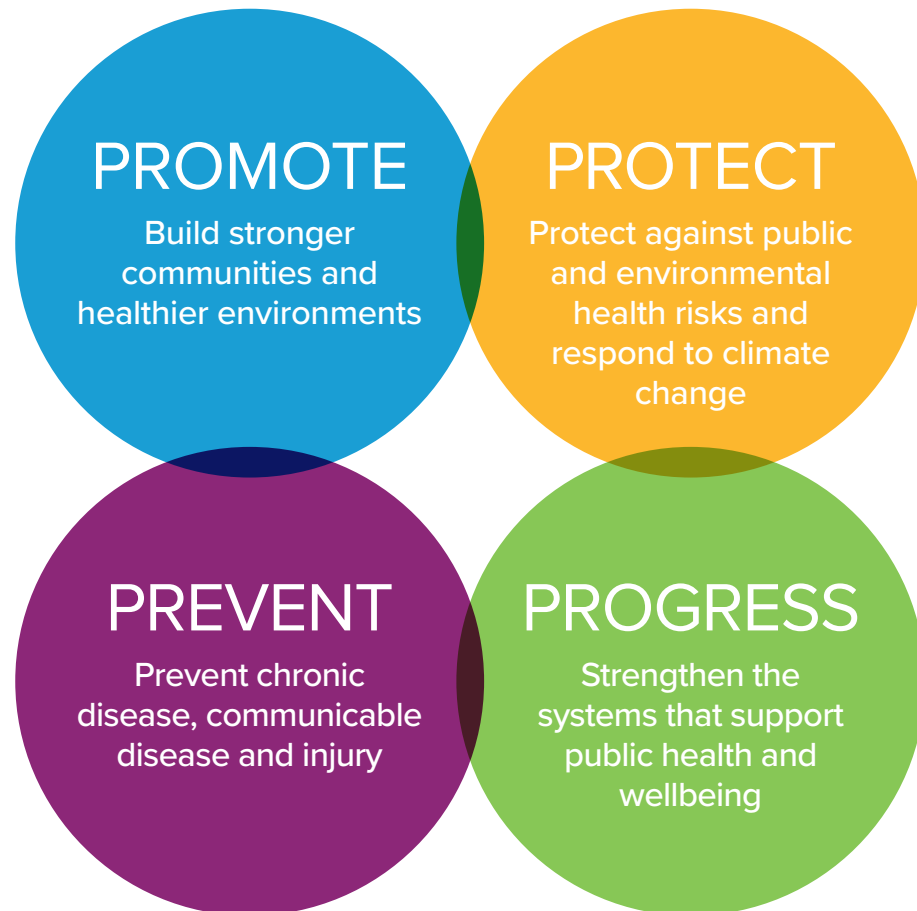 PROMOTE
Build stronger
communities and
healthier environments
PROTECT
Protect against public
and environmental
health risks and
respond to climate
change
PREVENT
Prevent chronic
disease, communicable
disease and injury
PROGRESS
Strengthen the
systems that support
public health and
wellbeing